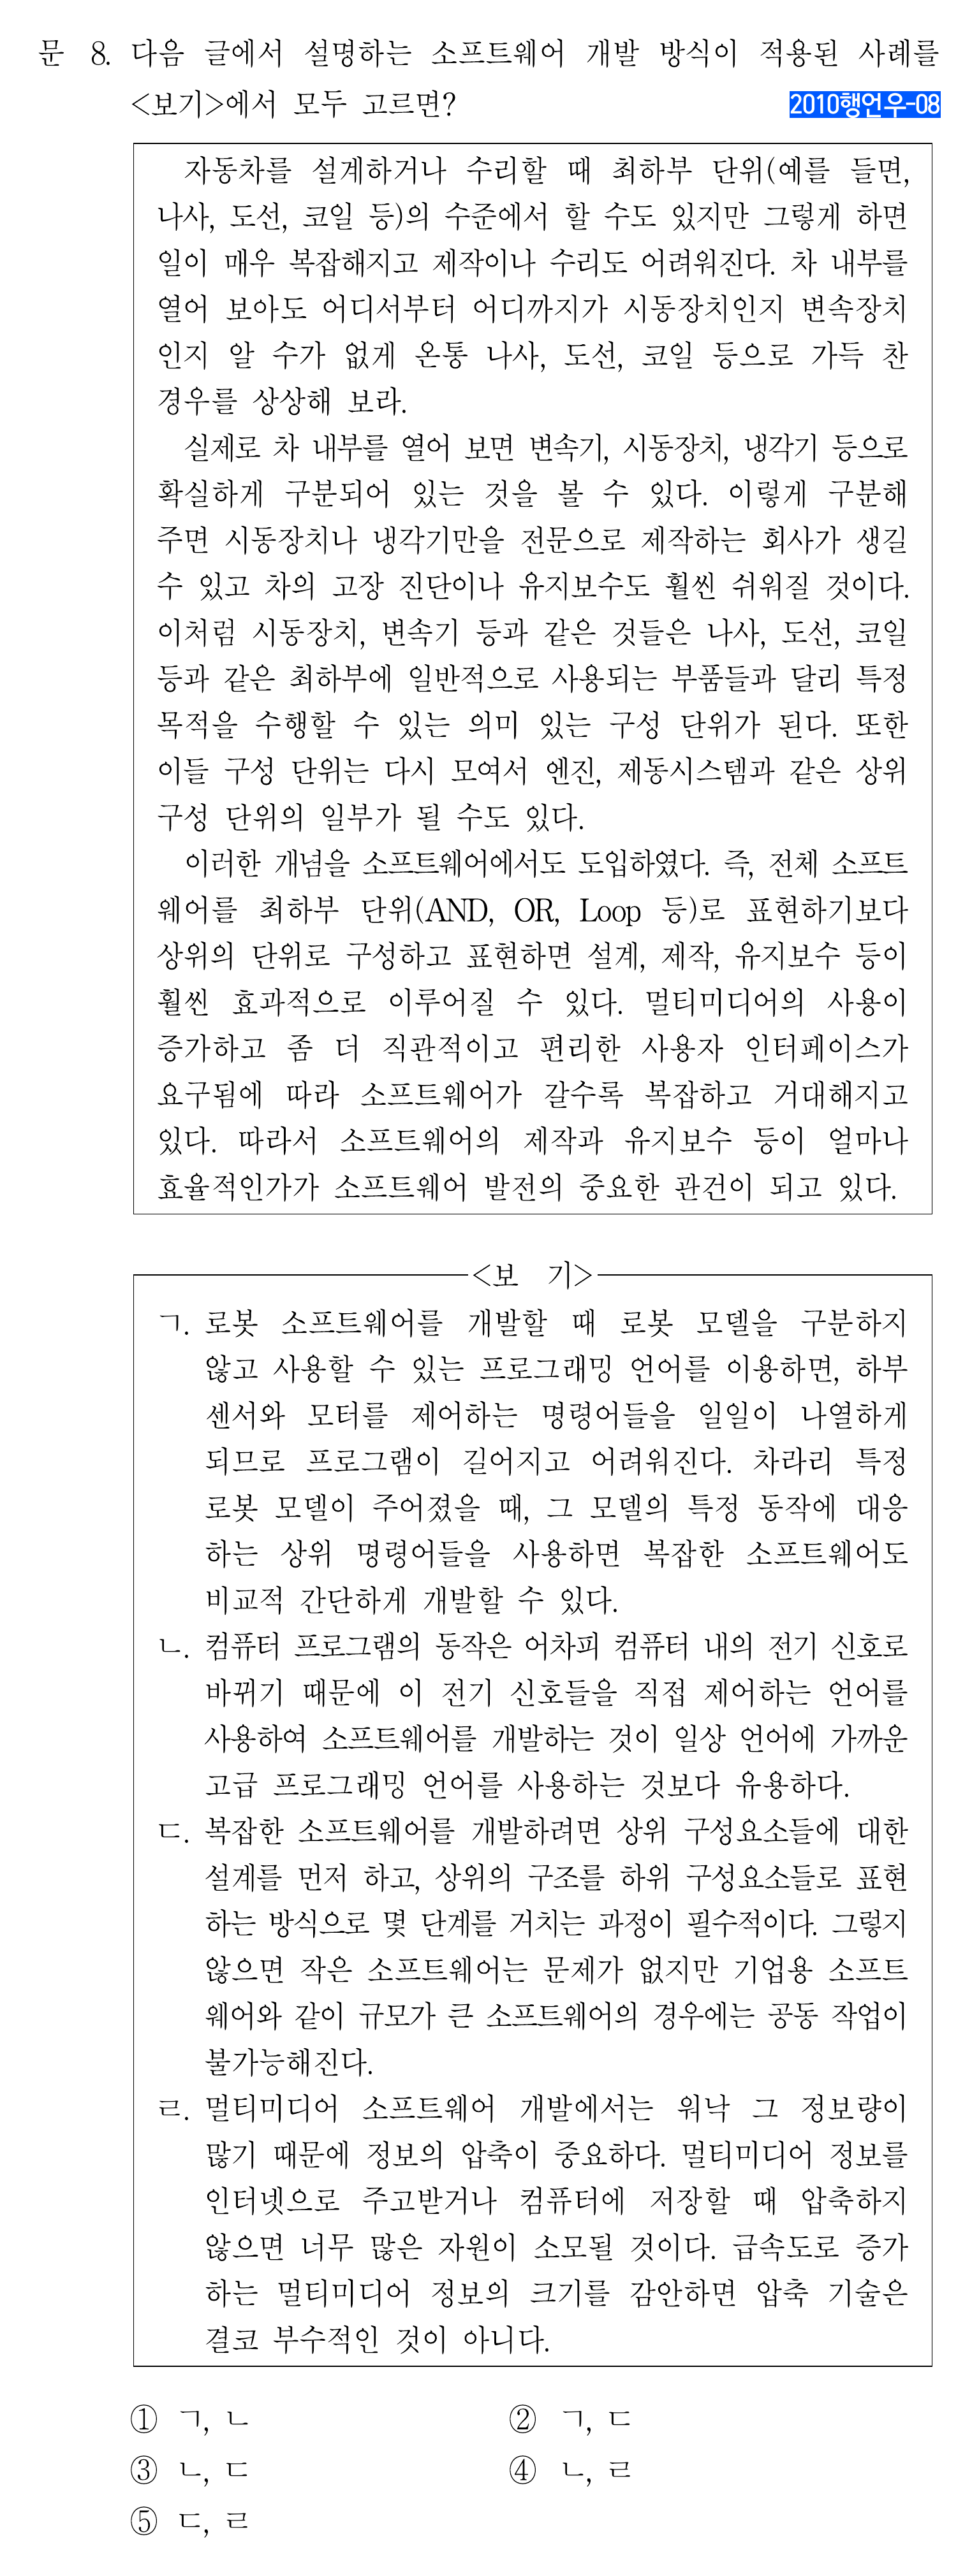 문 8. 다음 글에서 설명하는 소프트웨어 개발 방식이 적용된 사례를
<보기>에서 모두 고르면?
2010행언우-08
자동차를 설계하거나 수리할 때 최하부 단위(예를 들면,
나사, 도선, 코일 등)의 수준에서 할 수도 있지만 그렇게 하면
일이 매우 복잡해지고 제작이나 수리도 어려워진다. 차 내부를
열어 보아도 어디서부터 어디까지가 시동장치인지 변속장치
인지 알 수가 없게 온통 나사, 도선, 코일 등으로 가득 찬
경우를 상상해 보라.
실제로 차 내부를 열어 보면 변속기, 시동장치, 냉각기 등으로
확실하게 구분되어 있는 것을 볼 수 있다. 이렇게 구분해
주면 시동장치나 냉각기만을 전문으로 제작하는 회사가 생길
수 있고 차의 고장 진단이나 유지보수도 훨씬 쉬워질 것이다.
이처럼 시동장치, 변속기 등과 같은 것들은 나사, 도선, 코일
등과 같은 최하부에 일반적으로 사용되는 부품들과 달리 특정
목적을 수행할 수 있는 의미 있는 구성 단위가 된다. 또한
이들 구성 단위는 다시 모여서 엔진, 제동시스템과 같은 상위
구성 단위의 일부가 될 수도 있다.
이러한 개념을 소프트웨어에서도 도입하였다. 즉, 전체 소프트
웨어를 최하부 단위(AND, OR, Loop 등)로 표현하기보다
상위의 단위로 구성하고 표현하면 설계, 제작, 유지보수 등이
훨씬 효과적으로 이루어질 수 있다. 멀티미디어의 사용이
증가하고 좀 더 직관적이고 편리한 사용자 인터페이스가
요구됨에 따라 소프트웨어가 갈수록 복잡하고 거대해지고
있다. 따라서 소프트웨어의 제작과 유지보수 등이 얼마나
효율적인가가 소프트웨어 발전의 중요한 관건이 되고 있다.
<보 기>
ㄱ. 로봇 소프트웨어를 개발할 때 로봇 모델을 구분하지
않고 사용할 수 있는 프로그래밍 언어를 이용하면, 하부
센서와 모터를 제어하는 명령어들을 일일이 나열하게
되므로 프로그램이 길어지고 어려워진다. 차라리 특정
로봇 모델이 주어졌을 때, 그 모델의 특정 동작에 대응
하는 상위 명령어들을 사용하면 복잡한 소프트웨어도
비교적 간단하게 개발할 수 있다.
ㄴ. 컴퓨터 프로그램의 동작은 어차피 컴퓨터 내의 전기 신호로
바뀌기 때문에 이 전기 신호들을 직접 제어하는 언어를
사용하여 소프트웨어를 개발하는 것이 일상 언어에 가까운
고급 프로그래밍 언어를 사용하는 것보다 유용하다.
ㄷ. 복잡한 소프트웨어를 개발하려면 상위 구성요소들에 대한
설계를 먼저 하고, 상위의 구조를 하위 구성요소들로 표현
하는 방식으로 몇 단계를 거치는 과정이 필수적이다. 그렇지
않으면 작은 소프트웨어는 문제가 없지만 기업용 소프트
웨어와 같이 규모가 큰 소프트웨어의 경우에는 공동 작업이
불가능해진다.
ㄹ. 멀티미디어 소프트웨어 개발에서는 워낙 그 정보량이
많기 때문에 정보의 압축이 중요하다. 멀티미디어 정보를
인터넷으로 주고받거나 컴퓨터에 저장할 때 압축하지
않으면 너무 많은 자원이 소모될 것이다. 급속도로 증가
하는 멀티미디어 정보의 크기를 감안하면 압축 기술은
결코 부수적인 것이 아니다.
① ㄱ, ㄴ ② ㄱ, ㄷ
③ ㄴ, ㄷ ④ ㄴ, ㄹ
⑤ ㄷ, ㄹ